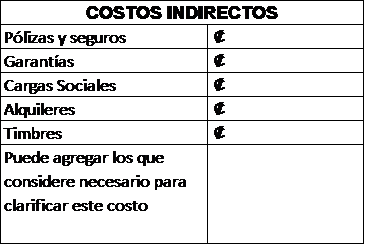 COSTOS INDIRECTOS
Pólizas y seguros ₡
Garantías ₡
Cargas Sociales ₡
Alquileres ₡
Timbres ₡
Puede agregar los que
considere necesario para
clarificar este costo